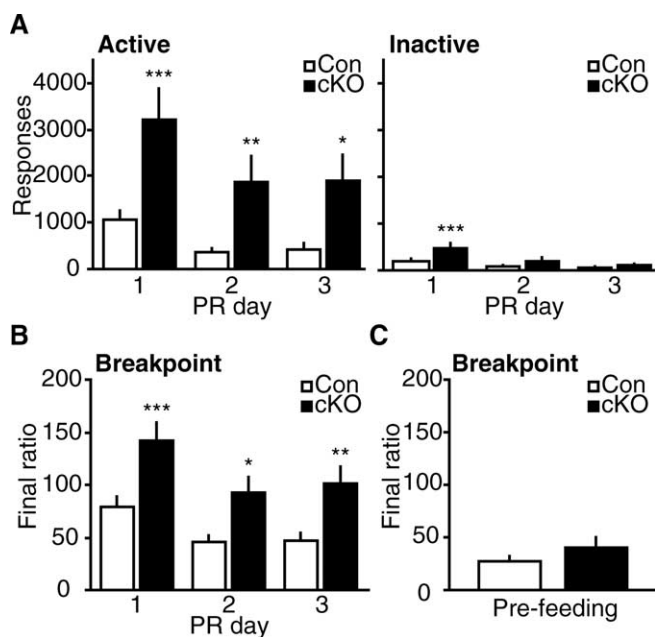 A
Active
Con
cKO
Responses
4000
3000
2000
1000
0
***
**
*
1 2 3
PR day
Inactive
Con
cKO
***
1 2 3
PR day
B
Breakpoint
Con
cKO
Final ratio
200
150
100
50
0
***
*
**
1 2 3
PR day
C
Breakpoint
Con
cKO
Final ratio
200
150
100
50
0
Pre-feeding